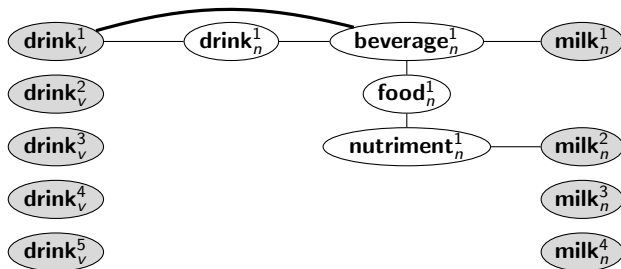 drink¹ᵥ drink¹ₙ beverage¹ₙ milk¹ₙ
drink²ᵥ food¹ₙ
drink³ᵥ nutriment¹ₙ milk²ₙ
drink⁴ᵥ milk³ₙ
drink⁵ᵥ milk⁴ₙ